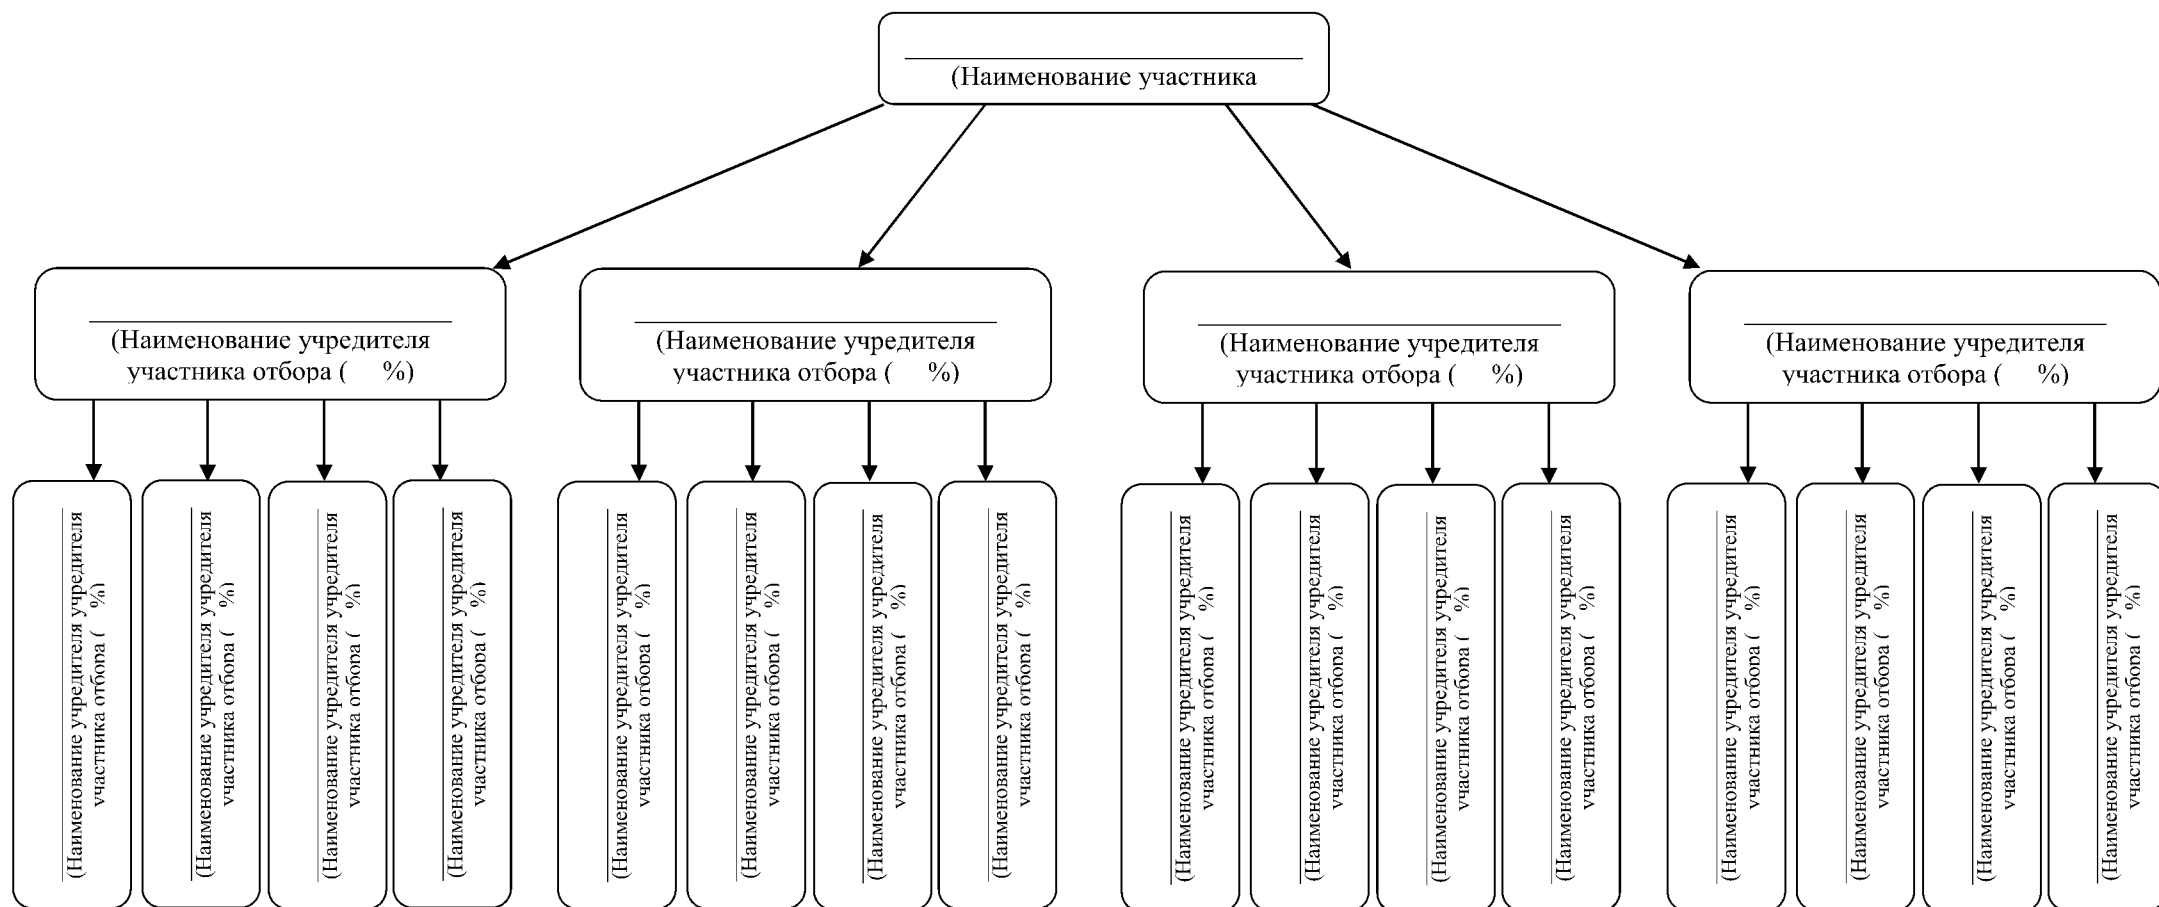 (Наименование участника
(Наименование учредителя
участника отбора ( %)
(Наименование учредителя
участника отбора ( %)
(Наименование учредителя
участника отбора ( %)
(Наименование учредителя
участника отбора ( %)
(Наименование учредителя учредителя
участника отбора ( %)
(Наименование учредителя учредителя
участника отбора ( %)
(Наименование учредителя учредителя
участника отбора ( %)
(Наименование учредителя учредителя
участника отбора ( %)
(Наименование учредителя учредителя
участника отбора ( %)
(Наименование учредителя учредителя
участника отбора ( %)
(Наименование учредителя учредителя
участника отбора ( %)
(Наименование учредителя учредителя
участника отбора ( %)
(Наименование учредителя учредителя
участника отбора ( %)
(Наименование учредителя учредителя
участника отбора ( %)
(Наименование учредителя учредителя
участника отбора ( %)
(Наименование учредителя учредителя
участника отбора ( %)
(Наименование учредителя учредителя
участника отбора ( %)
(Наименование учредителя учредителя
участника отбора ( %)
(Наименование учредителя учредителя
участника отбора ( %)
(Наименование учредителя учредителя
участника отбора ( %)